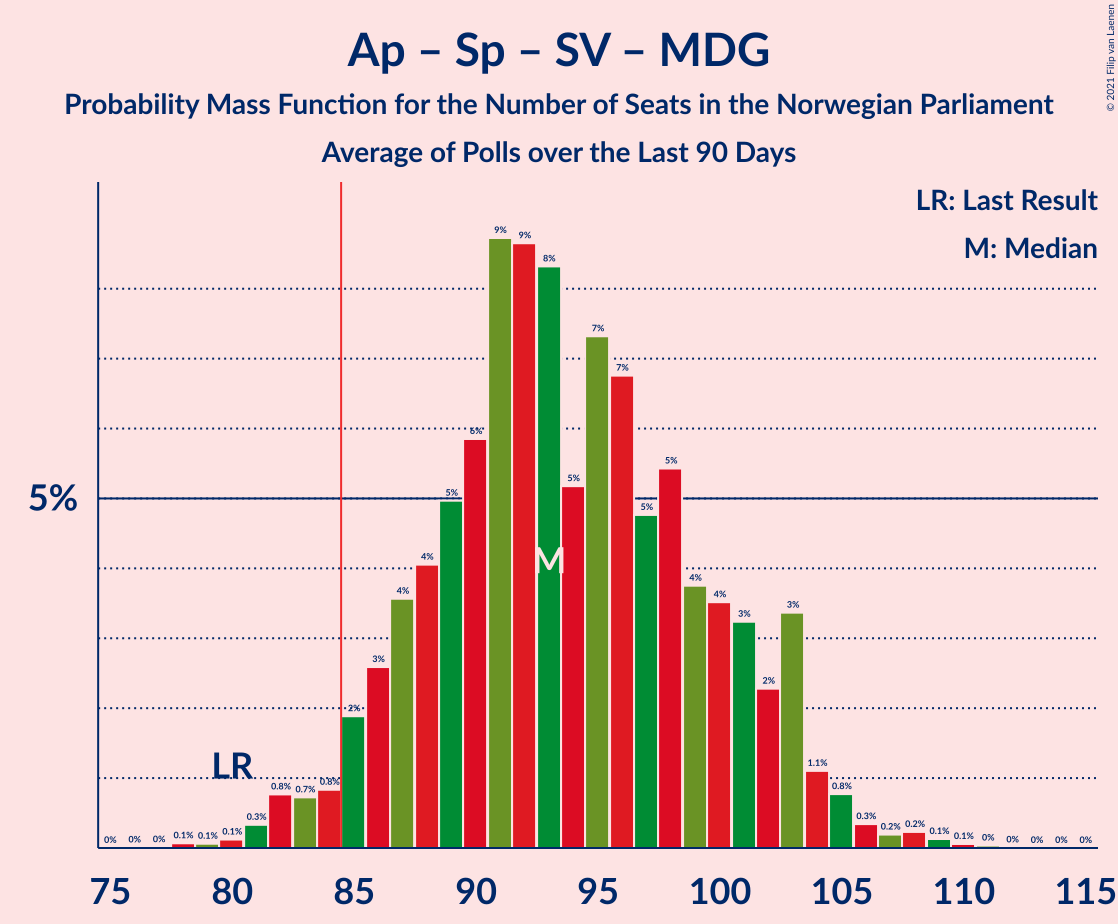 Ap – Sp – SV – MDG
Probability Mass Function for the Number of Seats in the Norwegian Parliament
Average of Polls over the Last 90 Days
© 2021 Filip van Laenen
LR: Last Result
M: Median
5%
LR
M
0% 0% 0% 0.1% 0.1% 0.1% 0.3% 0.8% 0.7% 0.8% 2% 3% 4% 4% 5% 6% 9% 9% 8% 5% 7% 7% 5% 5% 4% 4% 3% 2% 3% 1.1% 0.8% 0.3% 0.2% 0.2% 0.1% 0.1% 0% 0% 0% 0% 0%
75 80 85 90 95 100 105 110 115